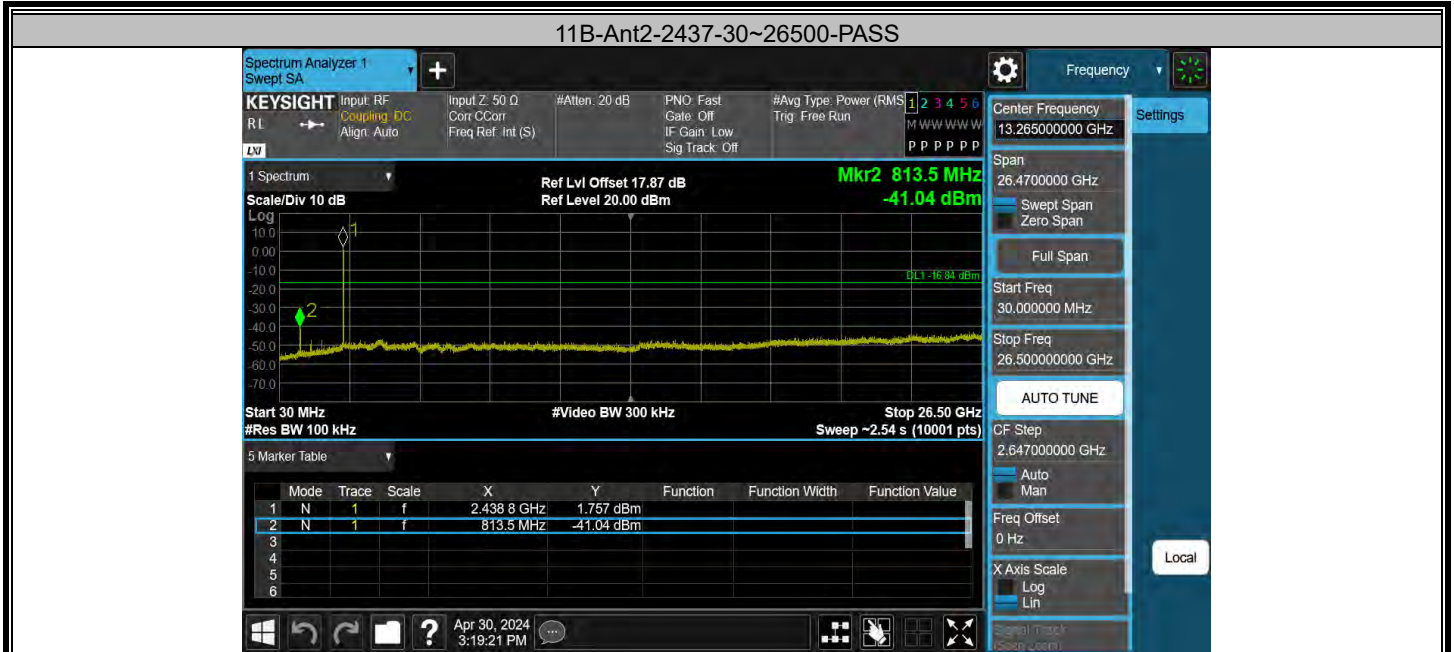 11B-Ant2-2437-30~26500-PASS
Spectrum Analyzer 1
Swept SA
+
Frequency
KEYSIGHT
RL
LXI
Input: RF
Coupling: DC
Align: Auto
Input Z: 50 Ω
Corr CCorr
Freq Ref: Int (S)
#Atten: 20 dB
PNO: Fast
Gate: Off
IF Gain: Low
Sig Track: Off
#Avg Type: Power (RMS
Trig: Free Run
1 2 3 4 5 6
M W W W W W
P P P P P P
1 Spectrum
Scale/Div 10 dB
Ref Lvl Offset 17.87 dB
Ref Level 20.00 dBm
Mkr2 813.5 MHz
-41.04 dBm
Log
10.0
0.00
-10.0
-20.0
-30.0
-40.0
-50.0
-60.0
-70.0
1
2
DL1 -16.84 dBm
Start 30 MHz
#Video BW 300 kHz
Stop 26.50 GHz
#Res BW 100 kHz
Sweep ~2.54 s (10001 pts)
5 Marker Table
Mode Trace Scale X Y Function Function Width Function Value
1 N 1 f 2.438 8 GHz 1.757 dBm
2 N 1 f 813.5 MHz -41.04 dBm
3
4
5
6
Apr 30, 2024
3:19:21 PM
?
Center Frequency
13.265000000 GHz
Settings
Span
26.4700000 GHz
Swept Span
Zero Span
Full Span
Start Freq
30.000000 MHz
Stop Freq
26.500000000 GHz
AUTO TUNE
CF Step
2.647000000 GHz
Auto
Man
Freq Offset
0 Hz
Local
X Axis Scale
Log
Lin
Signal Track
(Span Zoom)